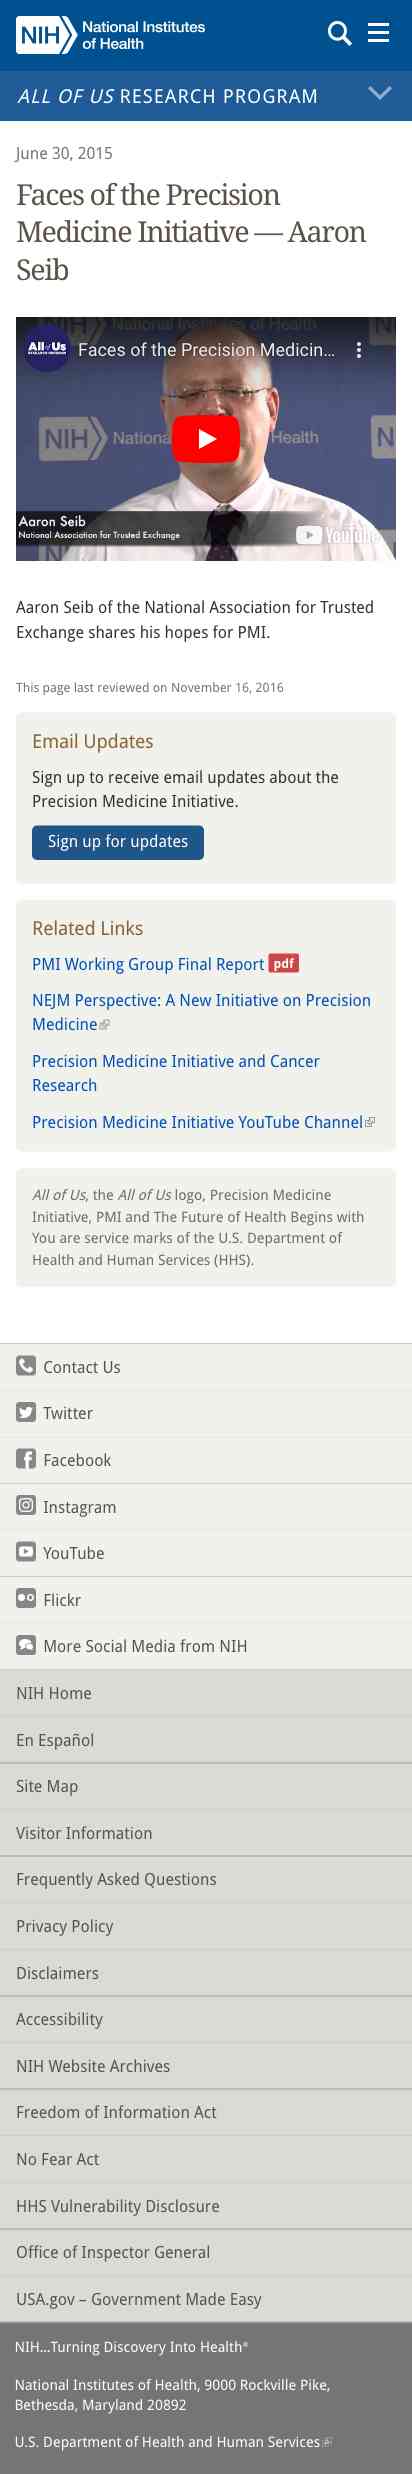 NIH
National Institutes
of Health
ALL OF US RESEARCH PROGRAM
June 30, 2015
Faces of the Precision
Medicine Initiative — Aaron
Seib
National Institutes of Health
All of Us
RESEARCH PROGRAM
Faces of the Precision Medicin...
NIH
Nationa
Health
N
Aaron Seib
National Association for Trusted Exchange
YouTube
Aaron Seib of the National Association for Trusted
Exchange shares his hopes for PMI.
This page last reviewed on November 16, 2016
Email Updates
Sign up to receive email updates about the
Precision Medicine Initiative.
Sign up for updates
Related Links
PMI Working Group Final Report pdf
NEJM Perspective: A New Initiative on Precision
Medicine
Precision Medicine Initiative and Cancer
Research
Precision Medicine Initiative YouTube Channel
All of Us, the All of Us logo, Precision Medicine
Initiative, PMI and The Future of Health Begins with
You are service marks of the U.S. Department of
Health and Human Services (HHS).
Contact Us
Twitter
Facebook
Instagram
YouTube
Flickr
More Social Media from NIH
NIH Home
En Español
Site Map
Visitor Information
Frequently Asked Questions
Privacy Policy
Disclaimers
Accessibility
NIH Website Archives
Freedom of Information Act
No Fear Act
HHS Vulnerability Disclosure
Office of Inspector General
USA.gov – Government Made Easy
NIH...Turning Discovery Into Health®
National Institutes of Health, 9000 Rockville Pike,
Bethesda, Maryland 20892
U.S. Department of Health and Human Services